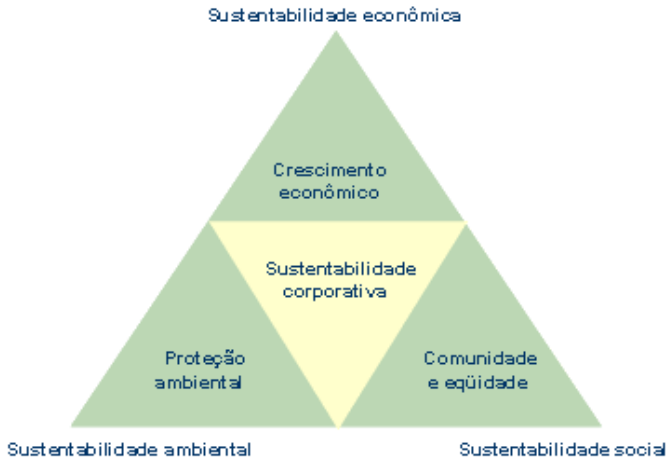 Sustentabilidade econômica
Crescimento
econômico
Sustentabilidade
corporativa
Proteção
ambiental
Comunidade
e eqüidade
Sustentabilidade ambiental
Sustentabilidade social